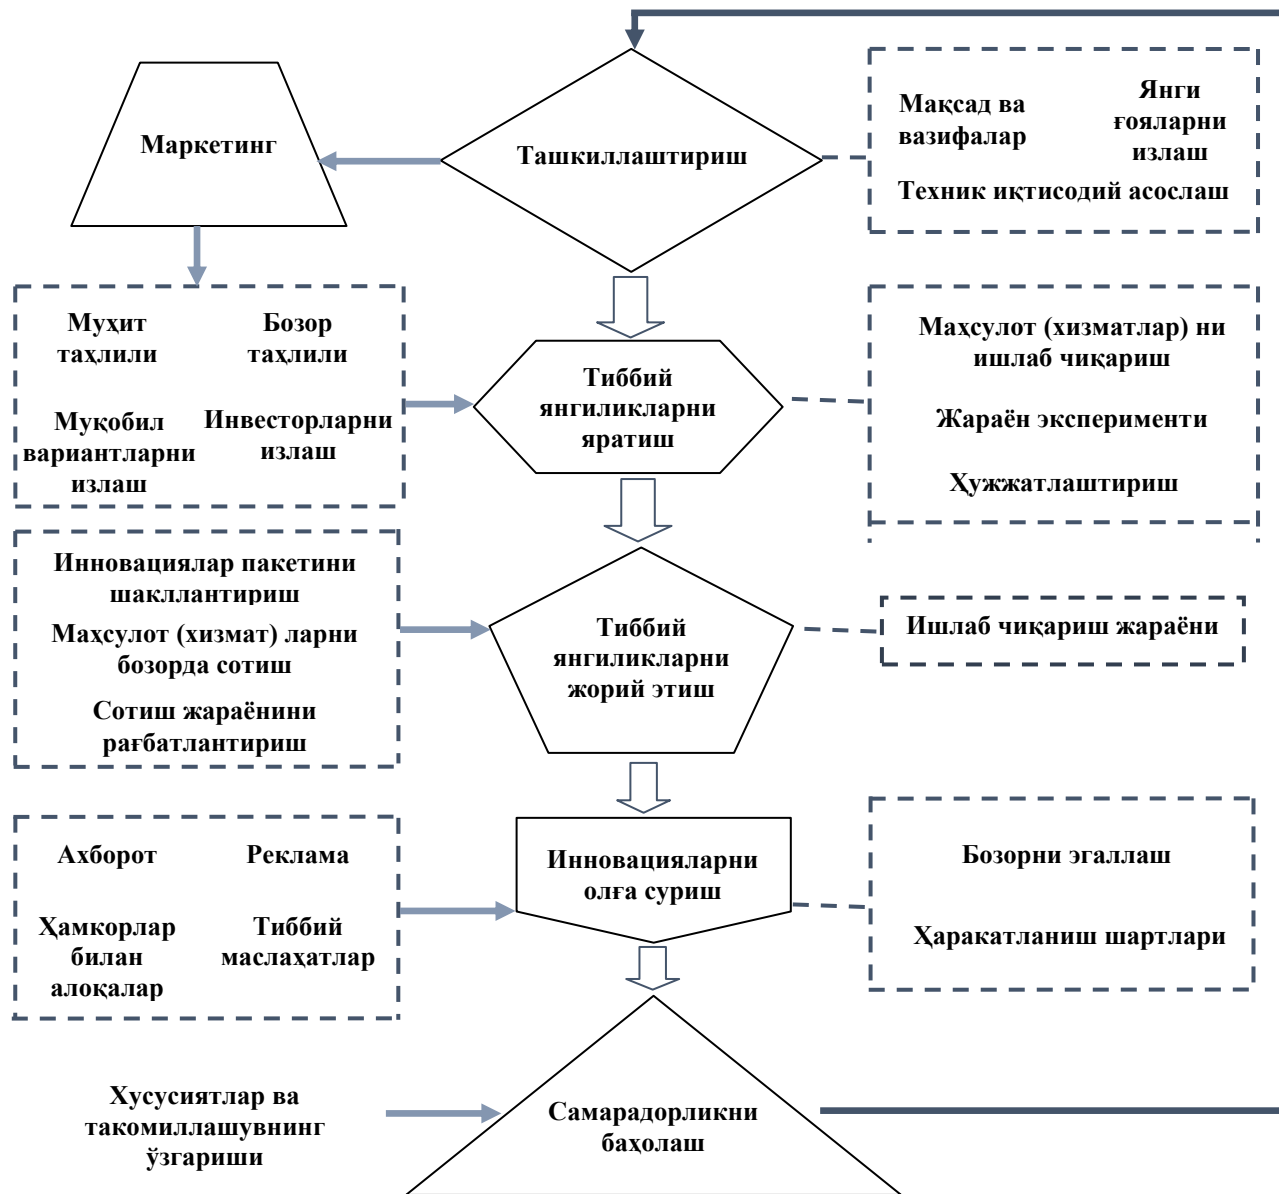 Маркетинг
Ташкиллаштириш
Мақсад ва
вазифалар
Янги
ғояларни
излаш
Техник иқтисодий асослаш
Муҳит
таҳлили
Бозор
таҳлили
Муқобил
вариантларни
излаш
Инвесторларни
излаш
Тиббий
янгиликларни
яратиш
Маҳсулот (хизматлар) ни
ишлаб чиқариш
Жараён эксперименти
Ҳужжатлаштириш
Инновациялар пакетини
шакллантириш
Маҳсулот (хизмат) ларни
бозорда сотиш
Сотиш жараёнини
рағбатлантириш
Тиббий
янгиликларни
жорий этиш
Ишлаб чиқариш жараёни
Ахборот
Реклама
Ҳамкорлар
билан
алоқалар
Тиббий
маслаҳатлар
Инновацияларни
олға суриш
Бозорни эгаллаш
Ҳаракатланиш шартлари
Хусусиятлар ва
такомиллашувнинг
ўзгариши
Самарадорликни
баҳолаш